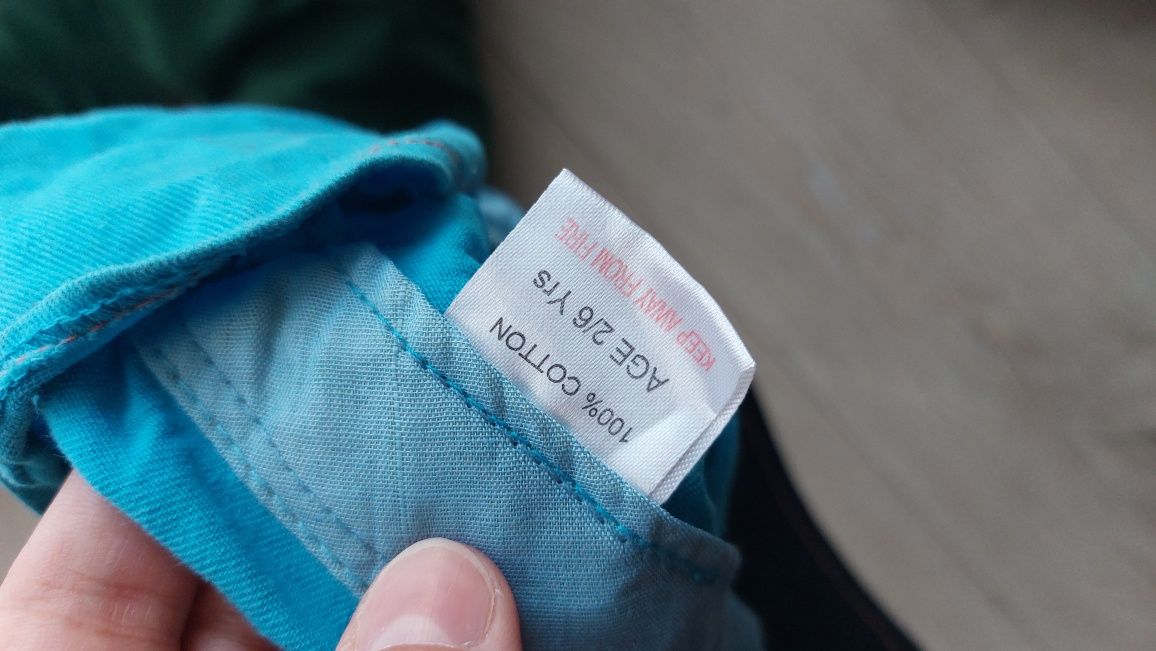 100% COTTON
AGE 2/6 Yrs
KEEP AWAY FROM FIRE